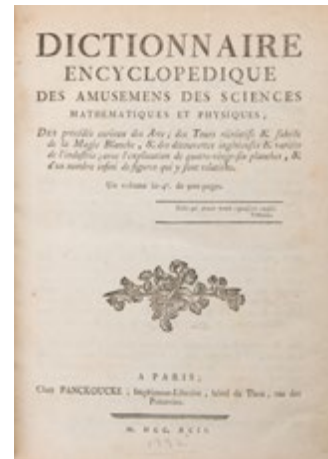 DICTIONNAIRE
ENCYCLOPEDIQUE
DES AMUSEMENS DES SCIENCES
MATHEMATIQUES ET PHYSIQUES,
Des procédés curieux des Arts; des Tours récréatifs & subtils
de la Magie Blanche, & des découvertes ingénieuses & variées
de l'industrie; avec l'explication de quatre-vingt-six planches, &
d'un nombre infini de figures qui y sont relatives.
Un volume in-4°. de pages.
A PARIS,
Chez PANCKOUCKE, Imprimeur-Libraire, hôtel de Thou, rue des
Poitevins.
M. DCC. XCII.
1792